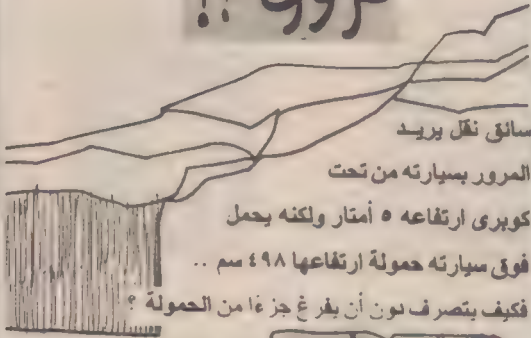 سائق نقل يريد
المرور بسيارته من تحت
كوبرى ارتفاعه ٥ أمتار ولكنه يحمل
فوق سيارته حمولة ارتفاعها ٤٩٨ سم ..
فكيف يتصرف دون أن يفرغ جزءا من الحمولة ؟